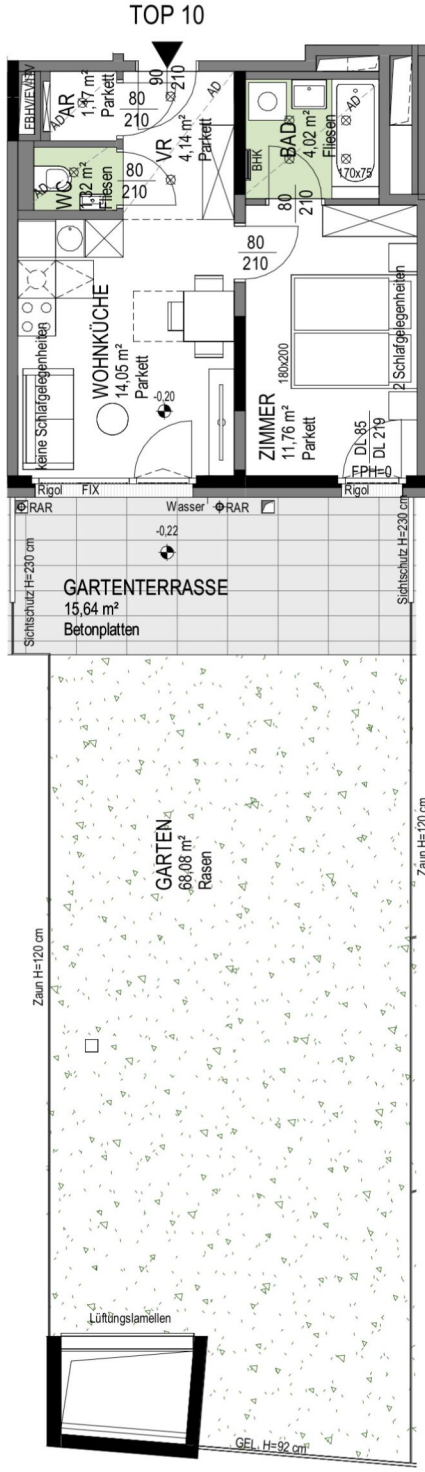 TOP 10
EBHV/EV/TV
AR
1,17 m²
Parkett
AD
80
210
90
210
AD
VR
4,14 m²
Parkett
BAD
4,02 m²
Fliesen
AD
170x75
BHK
80
210
WC
1,32 m²
Fliesen
AD
80
210
80
210
WOHNKÜCHE
14,05 m²
Parkett
keine Schlafgelegenheiten
-0,20
ZIMMER
11,76 m²
Parkett
180x200
2 Schlafgelegenheiten
DL 85
DL 219
FPH=0
Rigol
FIX
Rigol
RAR
Wasser
RAR
-0,22
Sichtschutz H=230 cm
Sichtschutz H=230 cm
GARTENTERRASSE
15,64 m²
Betonplatten
GARTEN
68,08 m²
Rasen
Zaun H=120 cm
Zaun H=120 cm
Lüftungslamellen
GEL. H=92 cm